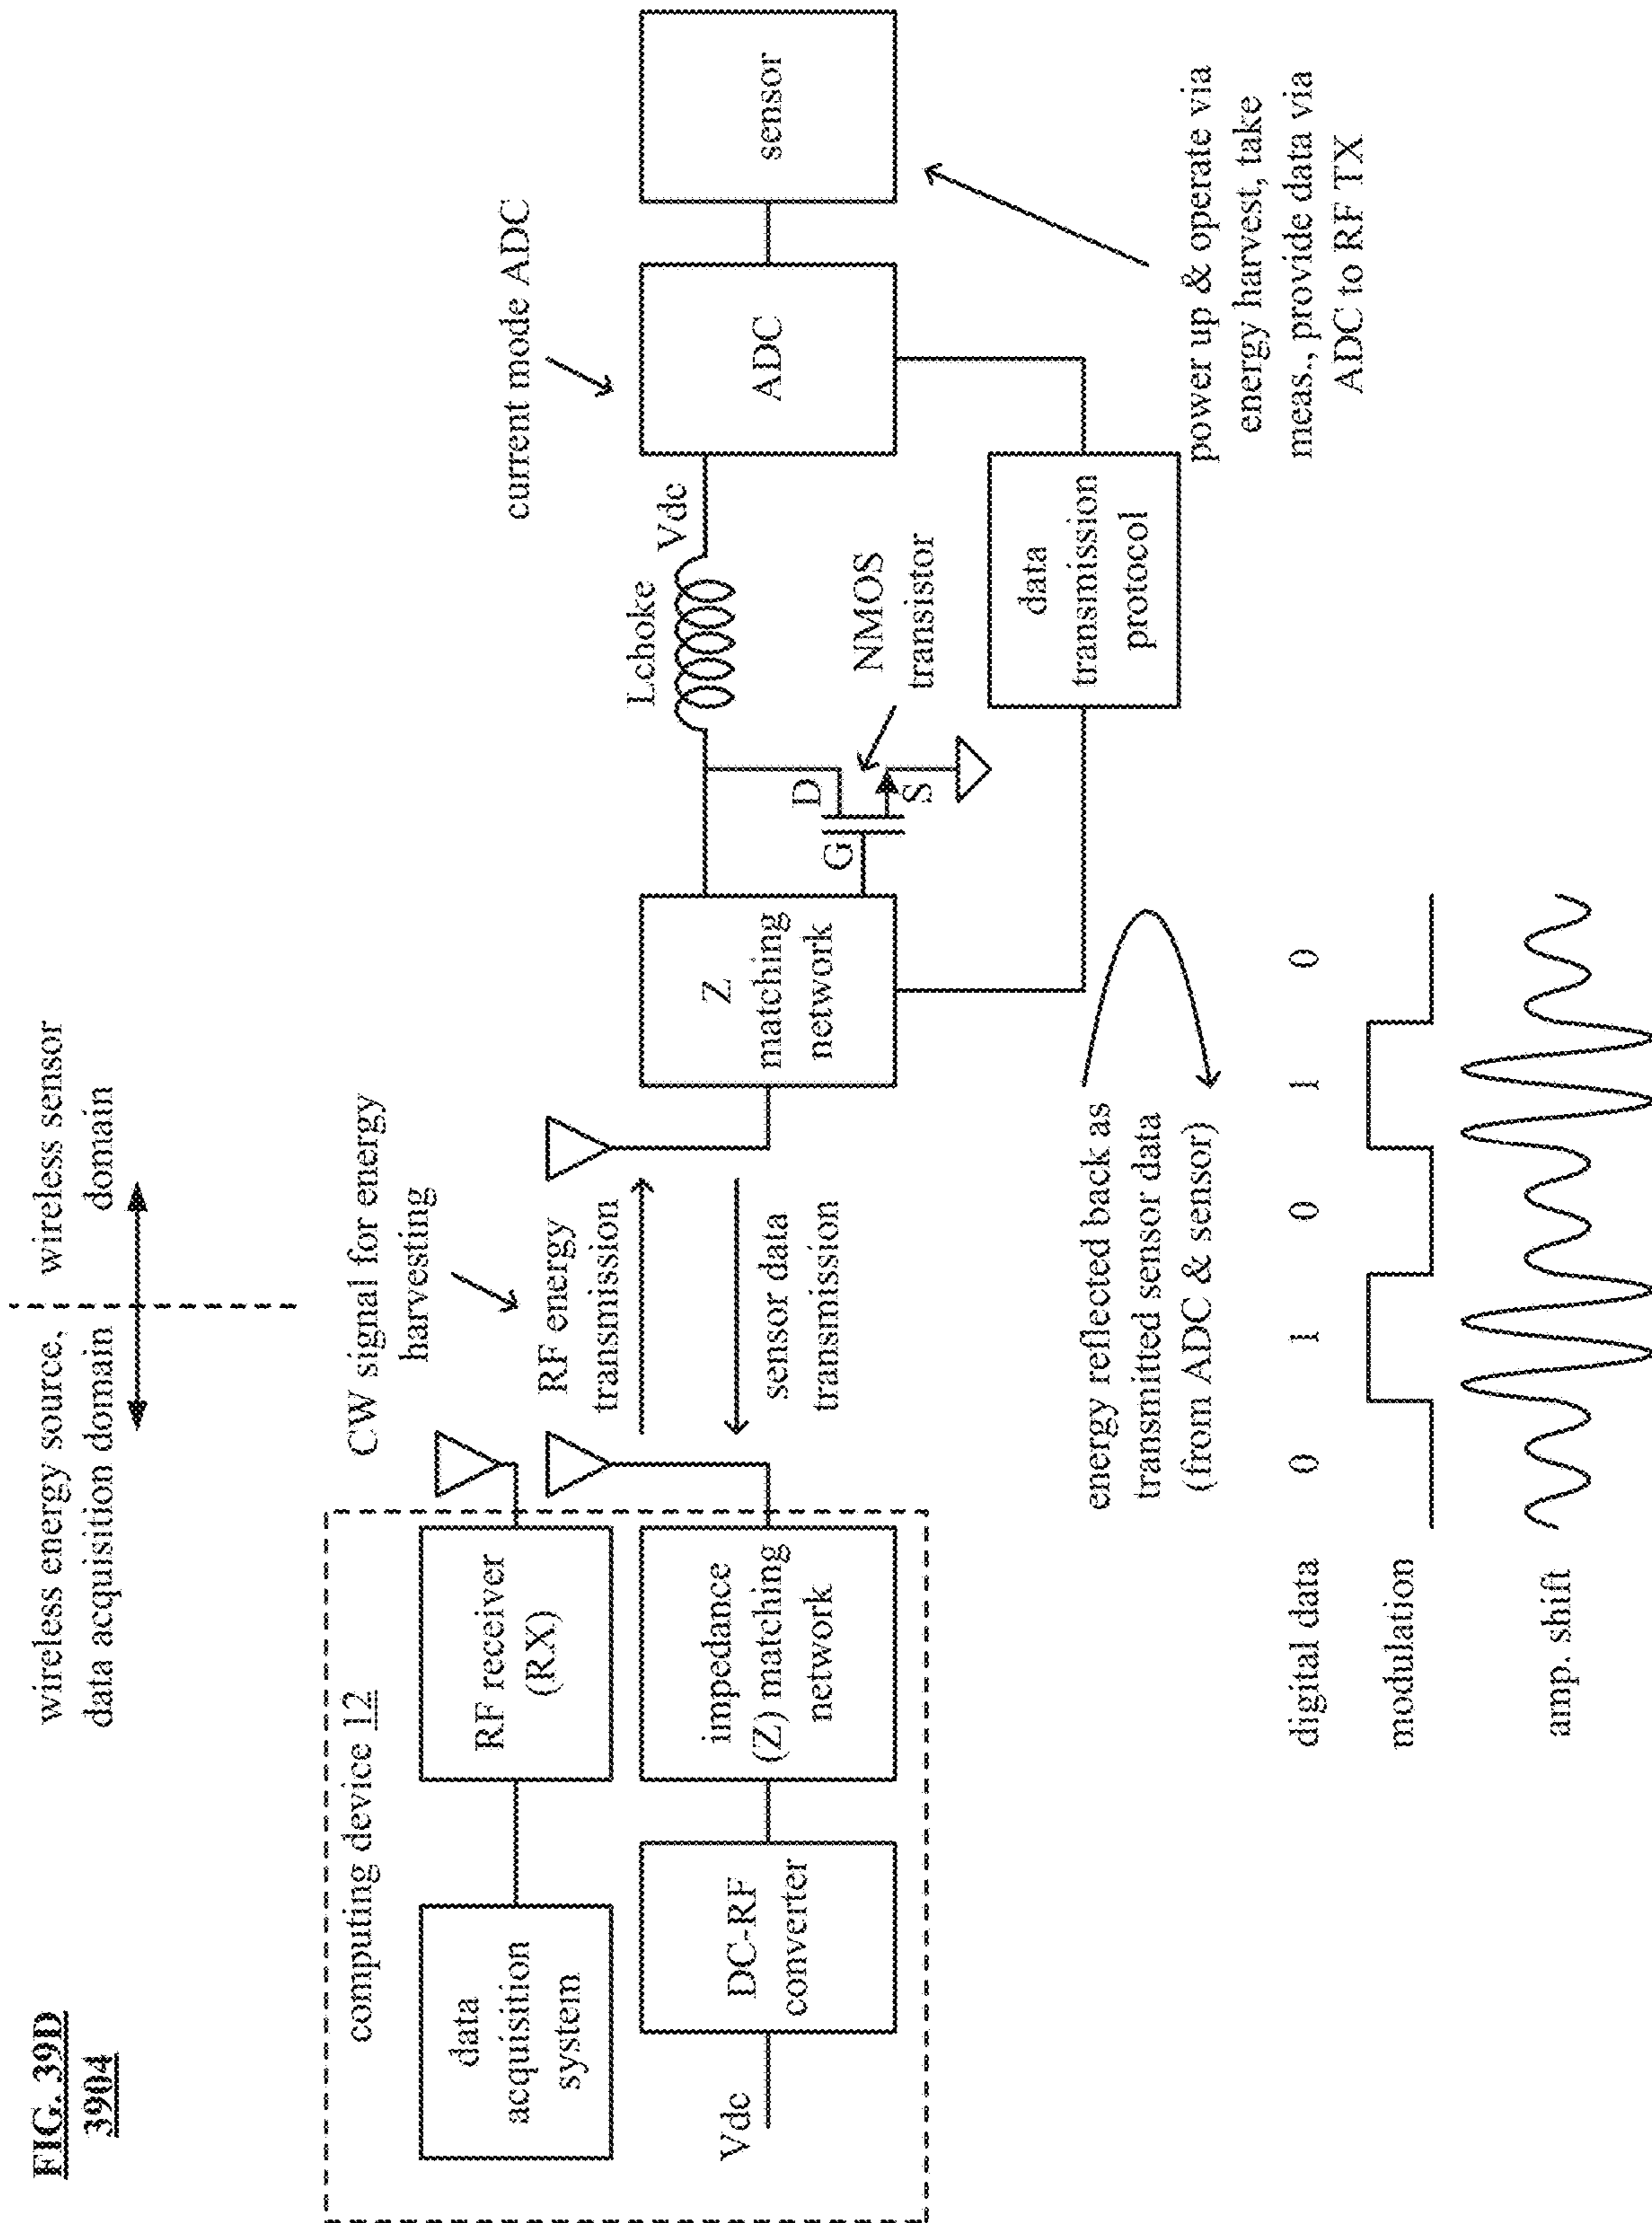 FIG. 39D
3904
wireless energy source,
data acquisition domain
wireless sensor
domain
computing device 12
data
acquisition
system
RF receiver
(RX)
Vdc
DC-RF
converter
impedance
(Z) matching
network
CW signal for energy
harvesting
RF energy
transmission
sensor data
transmission
Z
matching
network
G
D
S
NMOS
transistor
Lchoke
Vdc
current mode ADC
ADC
sensor
data
transmission
protocol
power up & operate via
energy harvest, take
meas., provide data via
ADC to RF TX
energy reflected back as
transmitted sensor data
(from ADC & sensor)
digital data 0 1 0 1 0
modulation
amp. shift